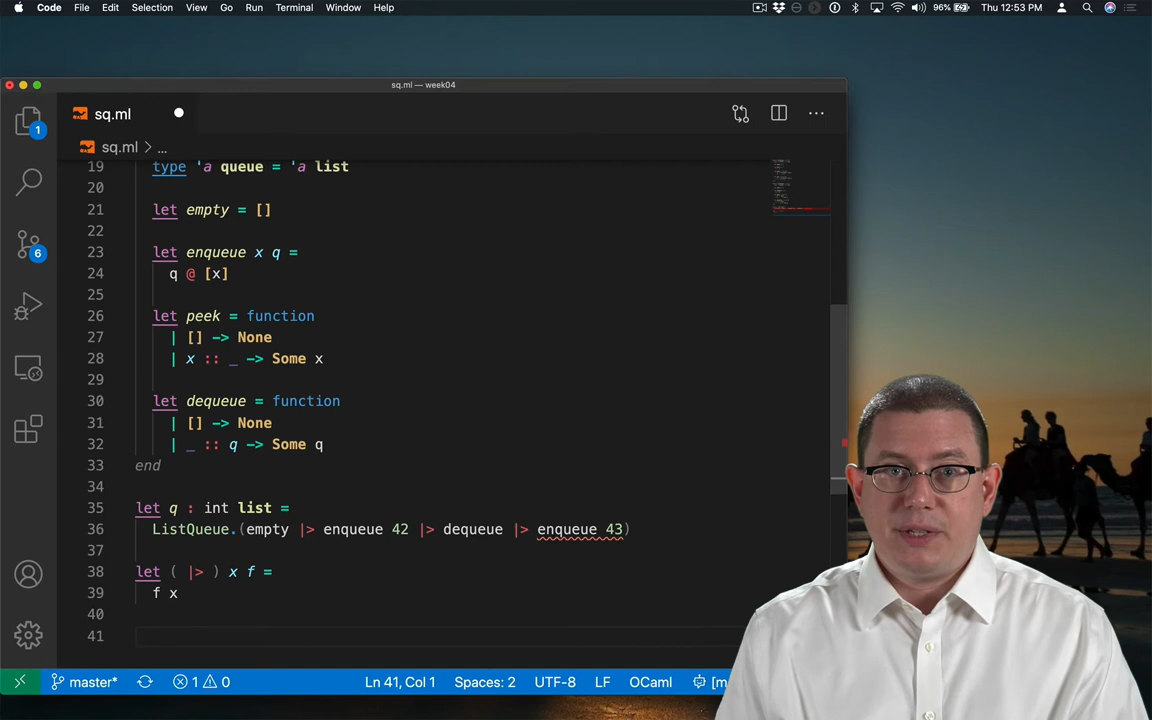 Code File Edit Selection View Go Run Terminal Window Help 96% Thu 12:53 PM
sq.ml — week04
sq.ml
sq.ml > ...
1
6
19 type 'a queue = 'a list
20
21 let empty = []
22
23 let enqueue x q =
24 q @ [x]
25
26 let peek = function
27 | [] -> None
28 | x :: _ -> Some x
29
30 let dequeue = function
31 | [] -> None
32 | _ :: q -> Some q
33 end
34
35 let q : int list =
36 ListQueue.(empty |> enqueue 42 |> dequeue |> enqueue 43)
37
38 let ( |> ) x f =
39 f x
40
41
master* 1 0 Ln 41, Col 1 Spaces: 2 UTF-8 LF OCaml